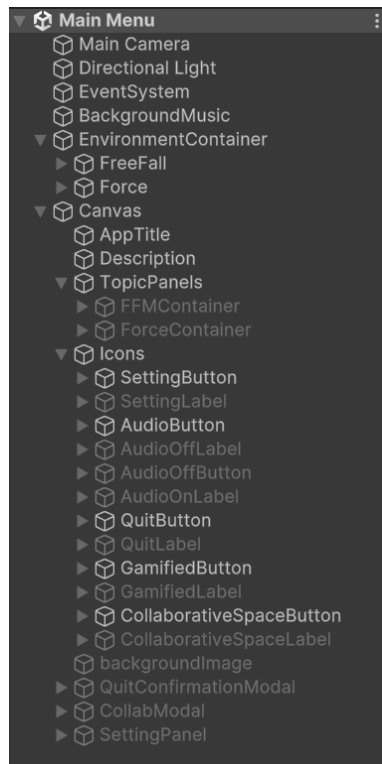 Main Menu
Main Camera
Directional Light
EventSystem
BackgroundMusic
EnvironmentContainer
FreeFall
Force
Canvas
AppTitle
Description
TopicPanels
FFMContainer
ForceContainer
Icons
SettingButton
SettingLabel
AudioButton
AudioOffLabel
AudioOffButton
AudioOnLabel
QuitButton
QuitLabel
GamifiedButton
GamifiedLabel
CollaborativeSpaceButton
CollaborativeSpaceLabel
backgroundImage
QuitConfirmationModal
CollabModal
SettingPanel